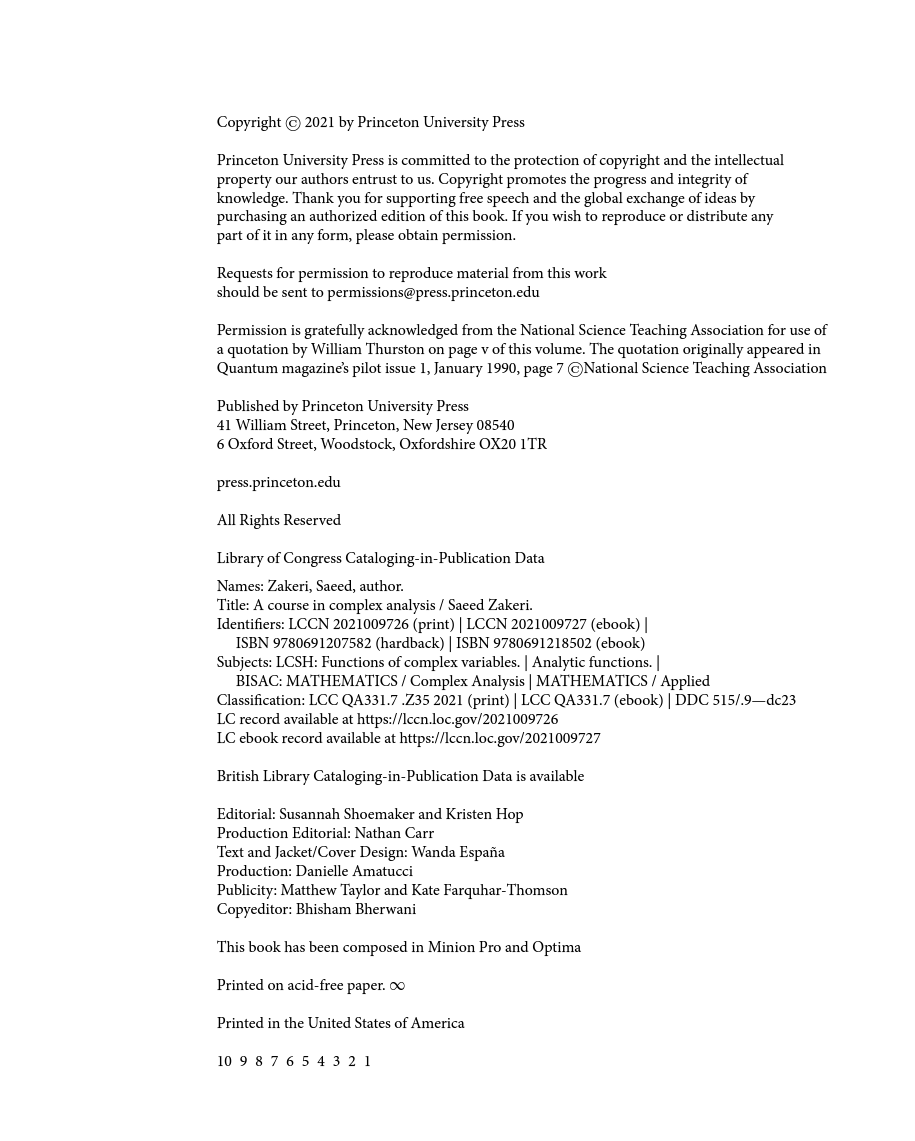 Copyright © 2021 by Princeton University Press
Princeton University Press is committed to the protection of copyright and the intellectual
property our authors entrust to us. Copyright promotes the progress and integrity of
knowledge. Thank you for supporting free speech and the global exchange of ideas by
purchasing an authorized edition of this book. If you wish to reproduce or distribute any
part of it in any form, please obtain permission.
Requests for permission to reproduce material from this work
should be sent to permissions@press.princeton.edu
Permission is gratefully acknowledged from the National Science Teaching Association for use of
a quotation by William Thurston on page v of this volume. The quotation originally appeared in
Quantum magazine's pilot issue 1, January 1990, page 7 ©National Science Teaching Association
Published by Princeton University Press
41 William Street, Princeton, New Jersey 08540
6 Oxford Street, Woodstock, Oxfordshire OX20 1TR
press.princeton.edu
All Rights Reserved
Library of Congress Cataloging-in-Publication Data
Names: Zakeri, Saeed, author.
Title: A course in complex analysis / Saeed Zakeri.
Identifiers: LCCN 2021009726 (print) | LCCN 2021009727 (ebook) |
ISBN 9780691207582 (hardback) | ISBN 9780691218502 (ebook)
Subjects: LCSH: Functions of complex variables. | Analytic functions. |
BISAC: MATHEMATICS / Complex Analysis | MATHEMATICS / Applied
Classification: LCC QA331.7 .Z35 2021 (print) | LCC QA331.7 (ebook) | DDC 515/.9—dc23
LC record available at https://lccn.loc.gov/2021009726
LC ebook record available at https://lccn.loc.gov/2021009727
British Library Cataloging-in-Publication Data is available
Editorial: Susannah Shoemaker and Kristen Hop
Production Editorial: Nathan Carr
Text and Jacket/Cover Design: Wanda España
Production: Danielle Amatucci
Publicity: Matthew Taylor and Kate Farquhar-Thomson
Copyeditor: Bhisham Bherwani
This book has been composed in Minion Pro and Optima
Printed on acid-free paper. ∞
Printed in the United States of America
10 9 8 7 6 5 4 3 2 1